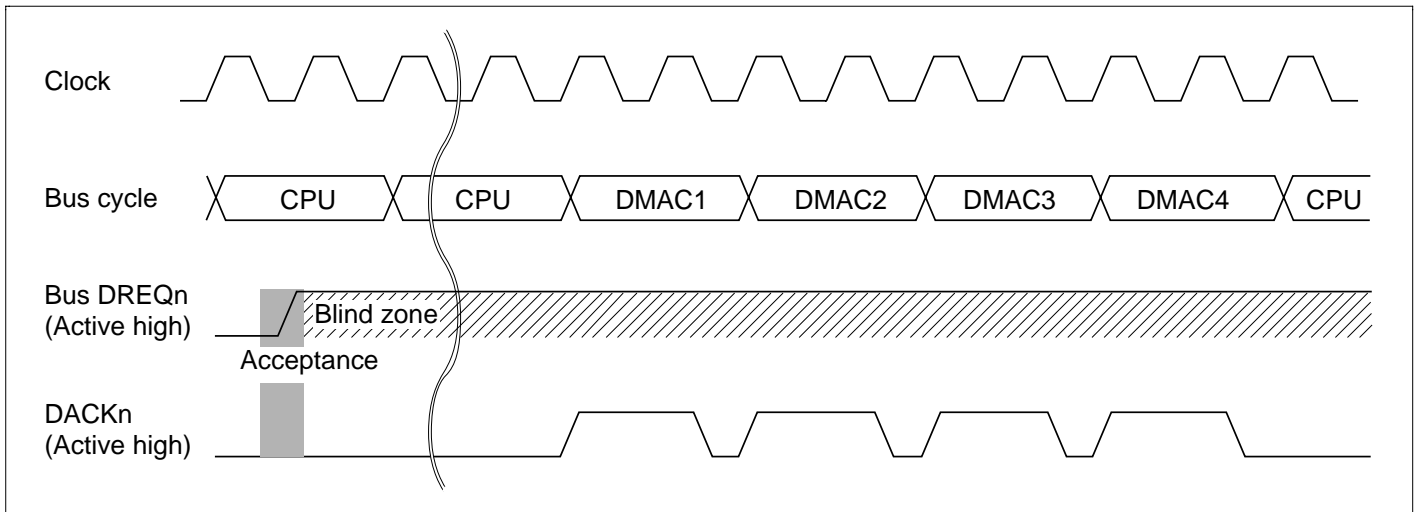 Clock
Bus cycle CPU CPU DMAC1 DMAC2 DMAC3 DMAC4 CPU
Bus DREQn
(Active high)
Blind zone
Acceptance
DACKn
(Active high)